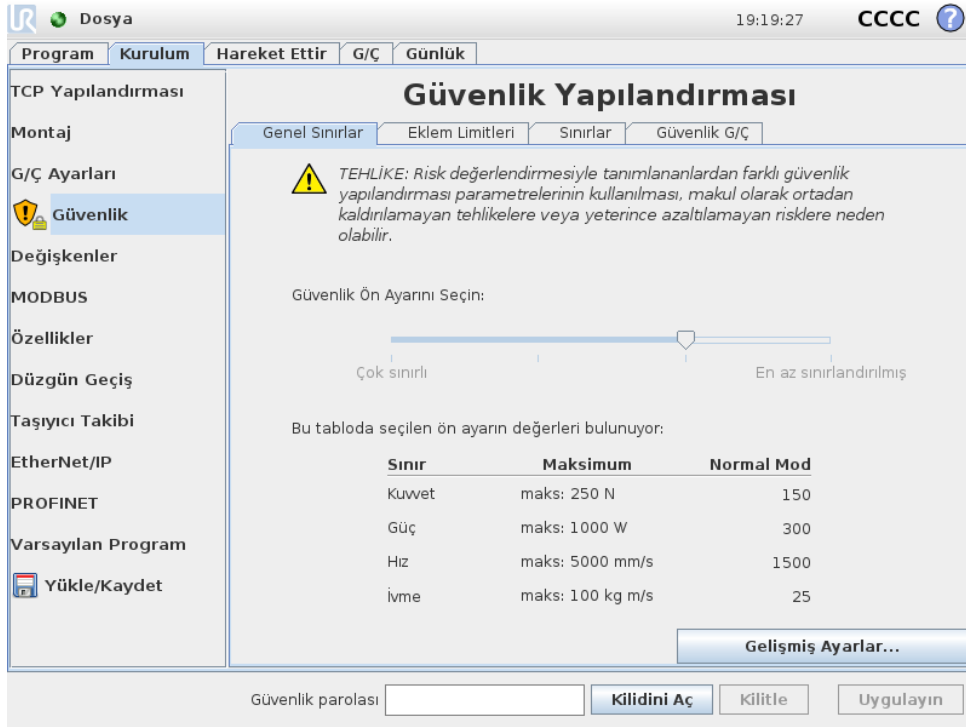 UR Dosya 19:19:27 CCCC ?
Program Kurulum Hareket Ettir G/Ç Günlük
TCP Yapılandırması
Montaj
G/Ç Ayarları
Güvenlik
Değişkenler
MODBUS
Özellikler
Düzgün Geçiş
Taşıyıcı Takibi
EtherNet/IP
PROFINET
Varsayılan Program
Yükle/Kaydet
Güvenlik Yapılandırması
Genel Sınırlar Eklem Limitleri Sınırlar Güvenlik G/Ç
TEHLİKE: Risk değerlendirmesiyle tanımlananlardan farklı güvenlik
yapılandırması parametrelerinin kullanılması, makul olarak ortadan
kaldırılamayan tehlikelere veya yeterince azaltılamayan risklere neden
olabilir.
Güvenlik Ön Ayarını Seçin:
Çok sınırlı En az sınırlandırılmış
Bu tabloda seçilen ön ayarın değerleri bulunuyor:
Sınır Maksimum Normal Mod
Kuvvet maks: 250 N 150
Güç maks: 1000 W 300
Hız maks: 5000 mm/s 1500
İvme maks: 100 kg m/s 25
Gelişmiş Ayarlar...
Güvenlik parolası Kilidini Aç Kilitle Uygulayın